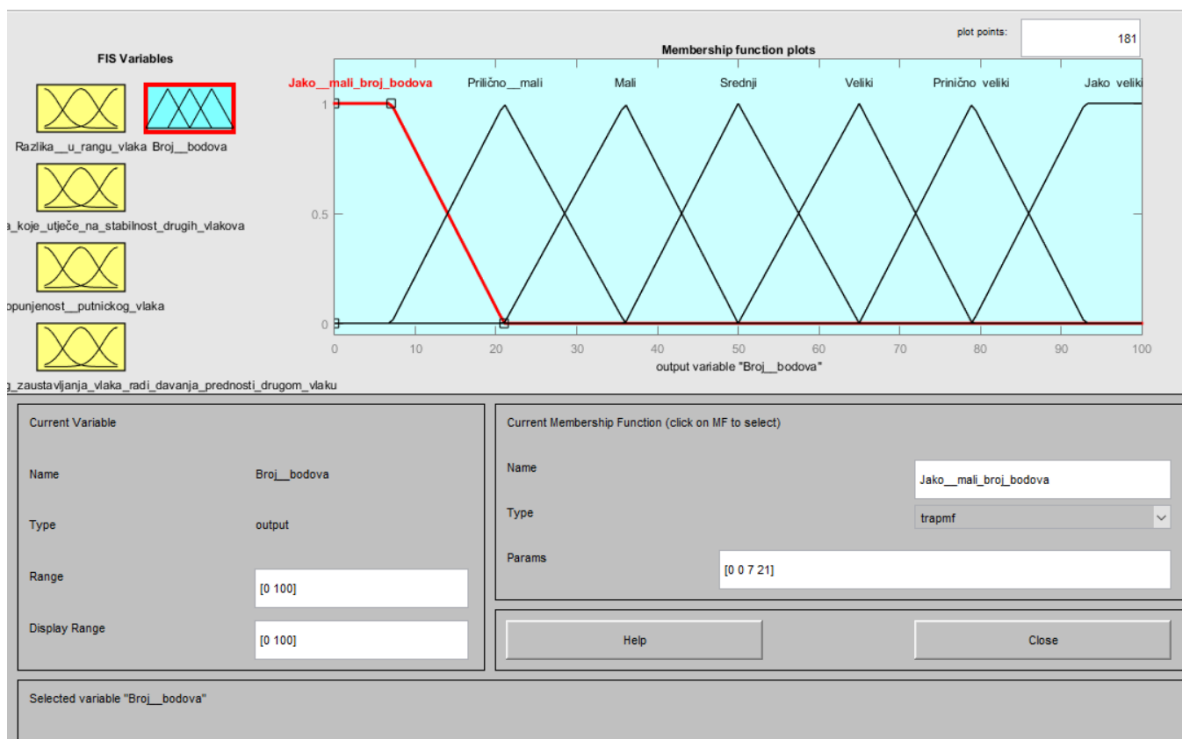 plot points:
181
FIS Variables
Membership function plots
Jako__mali_broj_bodova
Prilično__mali
Mali
Srednji
Veliki
Prinično veliki
Jako veliki
1
0.5
0
0
10
20
30
40
50
60
70
80
90
100
output variable "Broj__bodova"
Razlika__u_rangu_vlaka
Broj__bodova
a_koje_utječe_na_stabilnost_drugih_vlakova
opunjenost__putnickog_vlaka
g_zaustavljanja_vlaka_radi_davanja_prednosti_drugom_vlaku
Current Variable
Name
Broj__bodova
Type
output
Range
[0 100]
Display Range
[0 100]
Current Membership Function (click on MF to select)
Name
Jako__mali_broj_bodova
Type
trapmf
Params
[0 0 7 21]
Help
Close
Selected variable "Broj__bodova"